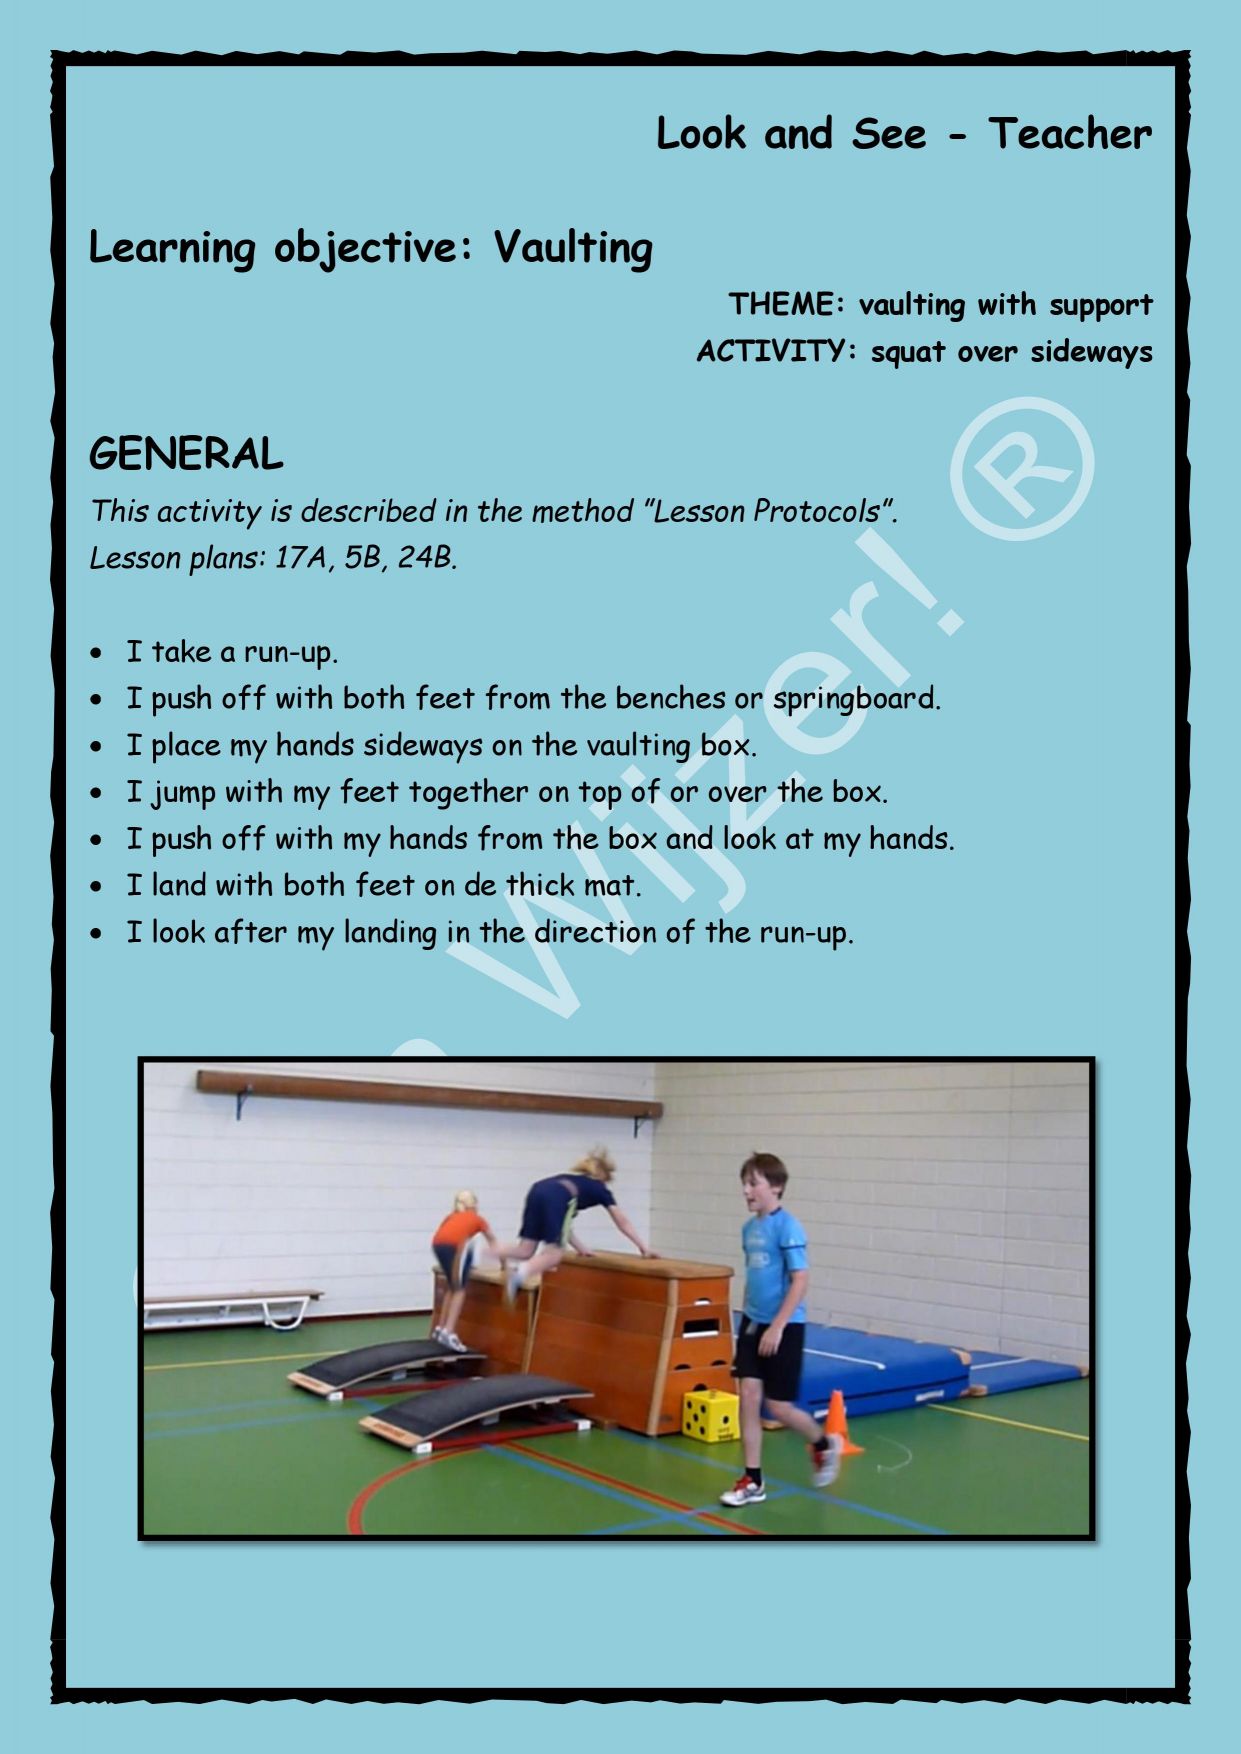 Look and See - Teacher
Learning objective: Vaulting
THEME: vaulting with support
ACTIVITY: squat over sideways
GENERAL
This activity is described in the method "Lesson Protocols".
Lesson plans: 17A, 5B, 24B.
• I take a run-up.
• I push off with both feet from the benches or springboard.
• I place my hands sideways on the vaulting box.
• I jump with my feet together on top of or over the box.
• I push off with my hands from the box and look at my hands.
• I land with both feet on de thick mat.
• I look after my landing in the direction of the run-up.
Wijzer! ®